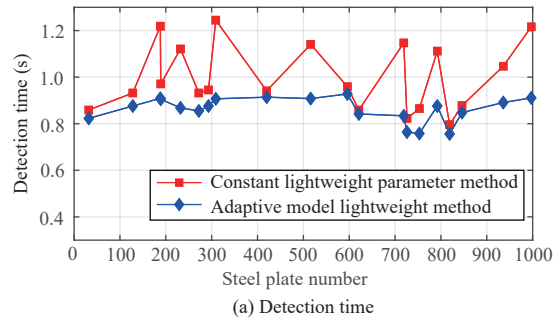 1.2
1.0
0.8
0.6
0.4
Detection time (s)
Constant lightweight parameter method
Adaptive model lightweight method
0 100 200 300 400 500 600 700 800 900 1000
Steel plate number
(a) Detection time